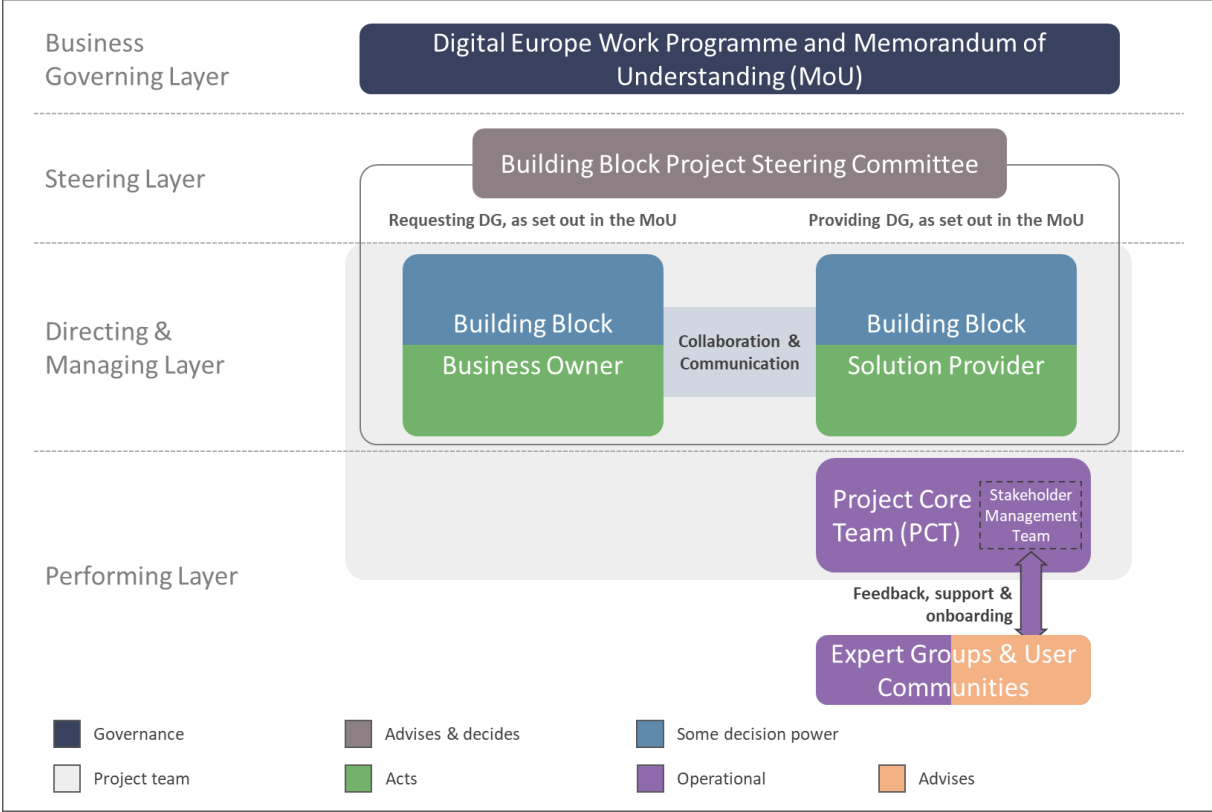 Business
Governing Layer
Digital Europe Work Programme and Memorandum of
Understanding (MoU)
Steering Layer
Building Block Project Steering Committee
Requesting DG, as set out in the MoU
Providing DG, as set out in the MoU
Directing &
Managing Layer
Building Block
Business Owner
Collaboration &
Communication
Building Block
Solution Provider
Performing Layer
Project Core
Team (PCT)
Stakeholder
Management
Team
Feedback, support &
onboarding
Expert Groups & User
Communities
Governance
Advises & decides
Some decision power
Project team
Acts
Operational
Advises